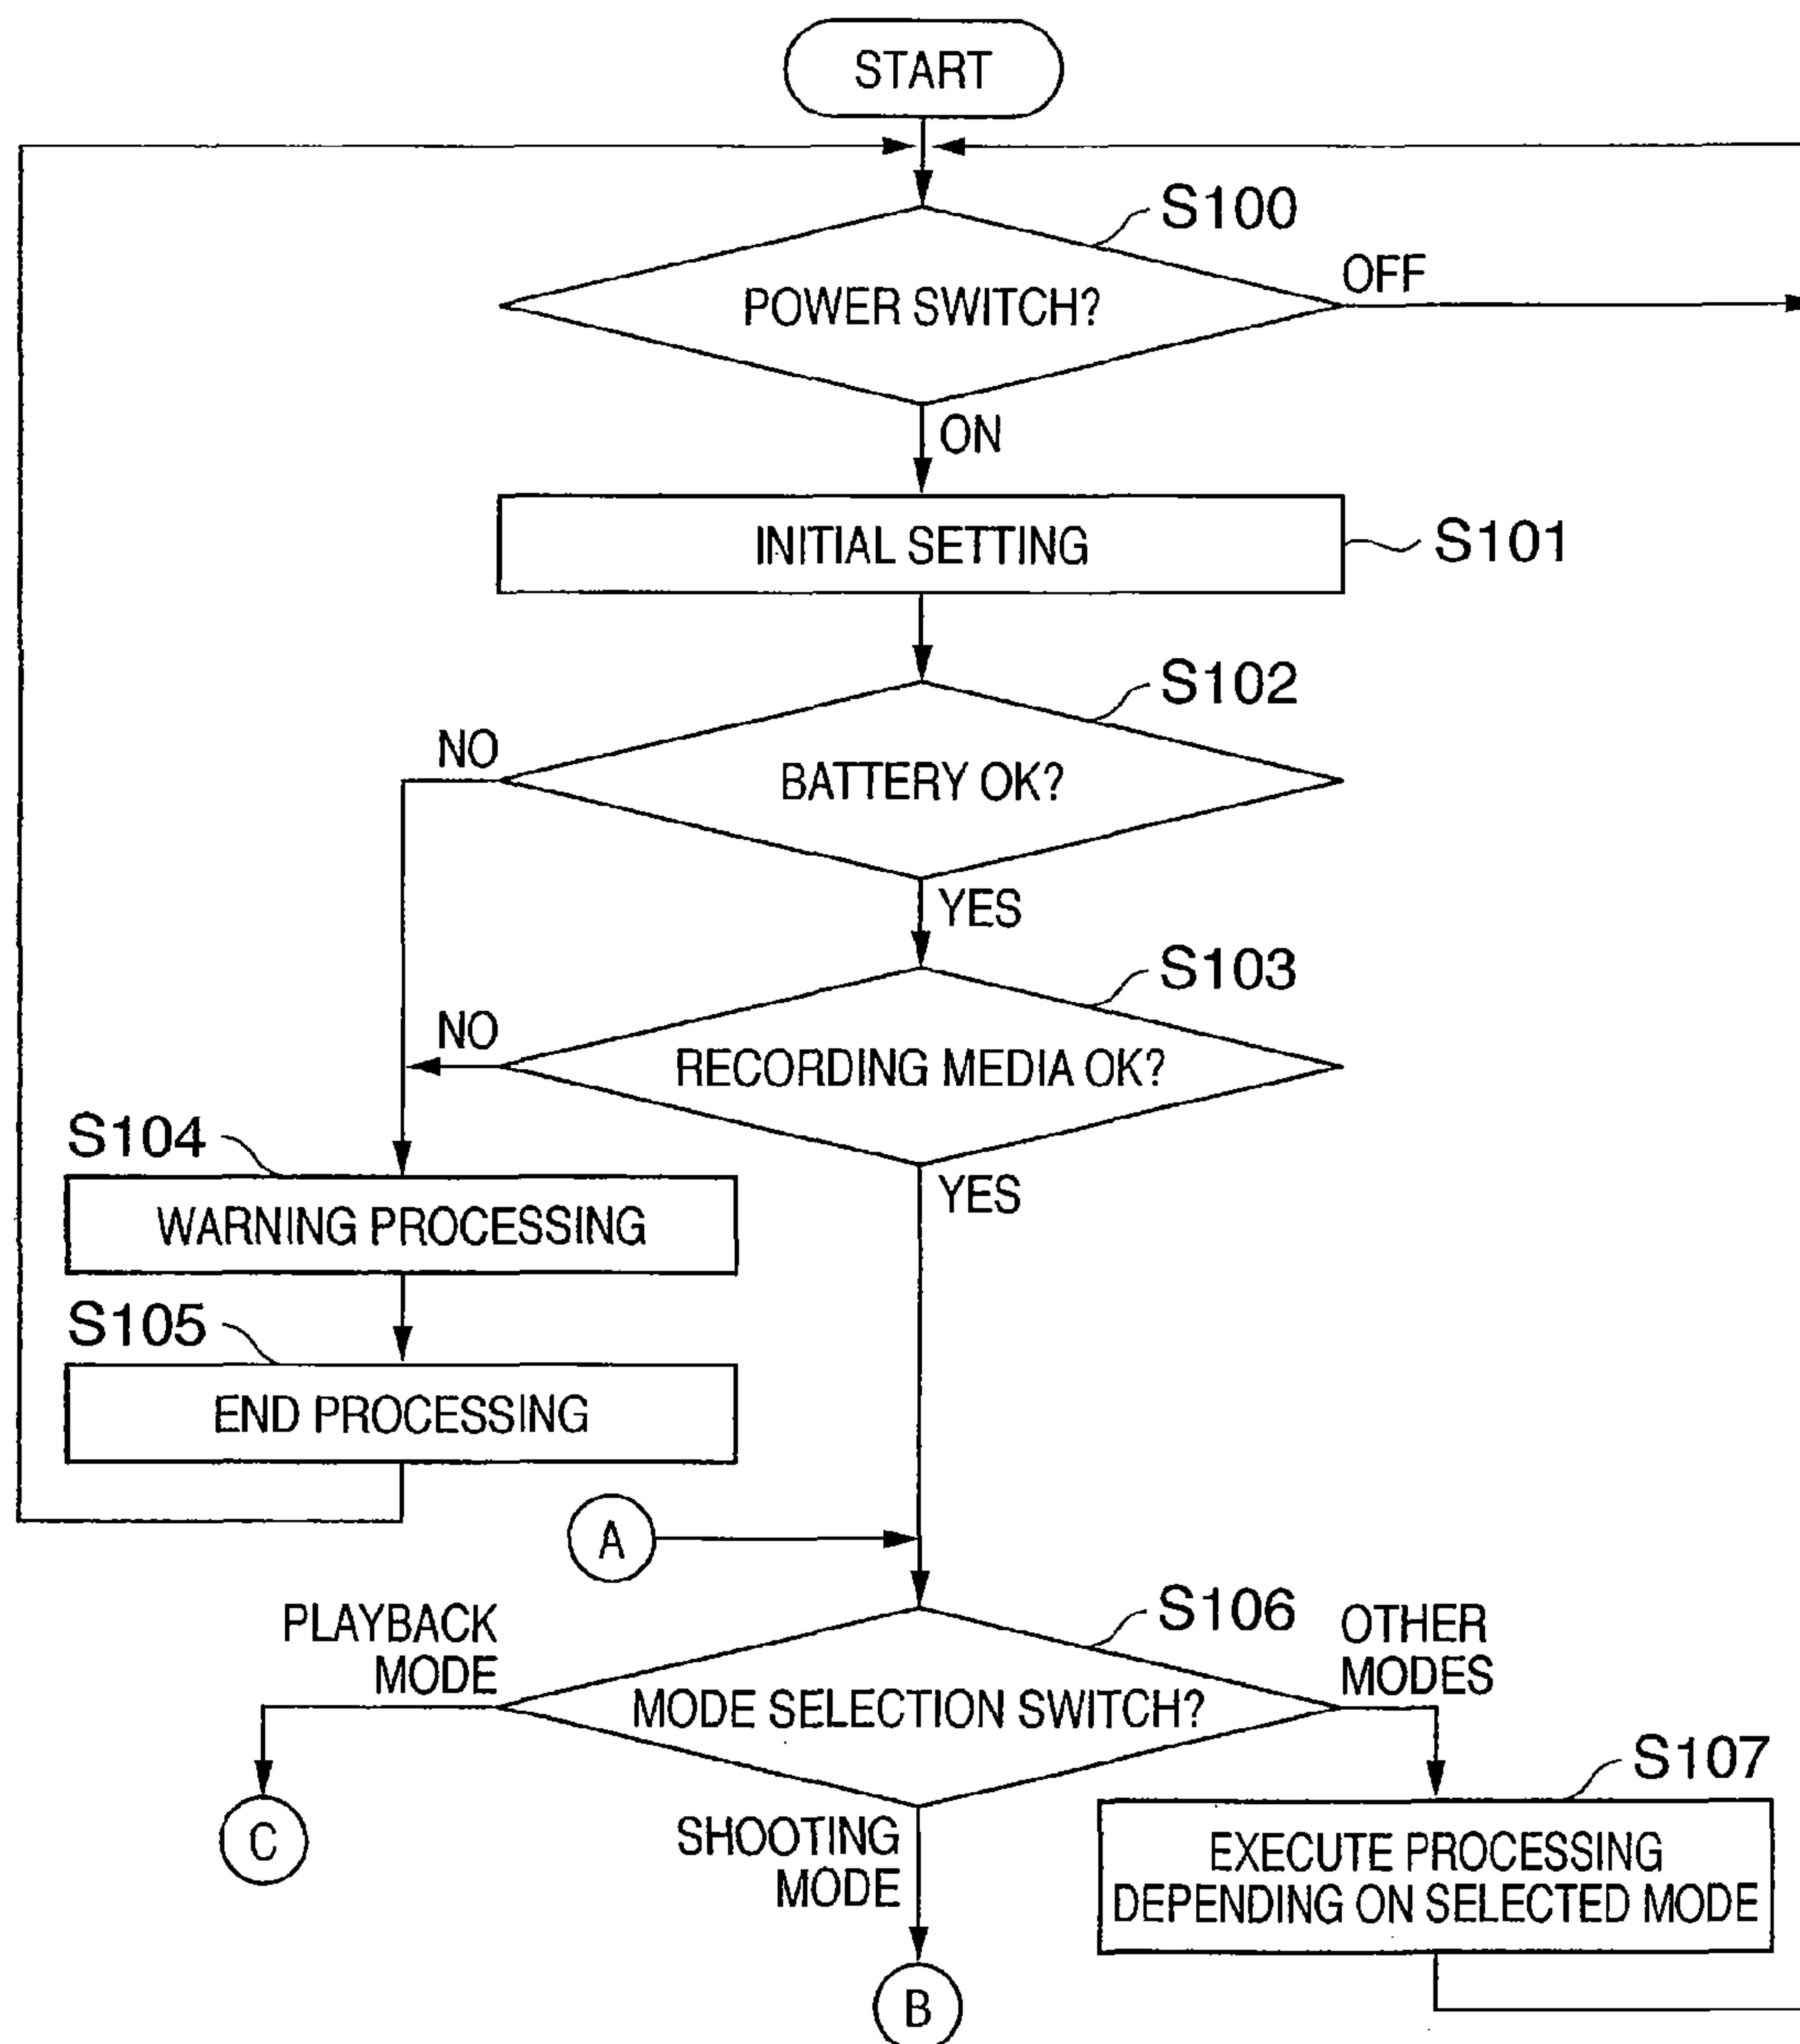 START
S100
POWER SWITCH?
OFF
ON
INITIAL SETTING
S101
S102
NO
BATTERY OK?
YES
S103
NO
RECORDING MEDIA OK?
YES
S104
WARNING PROCESSING
S105
END PROCESSING
A
PLAYBACK
MODE
S106
OTHER
MODES
MODE SELECTION SWITCH?
S107
C
SHOOTING
MODE
EXECUTE PROCESSING
DEPENDING ON SELECTED MODE
B